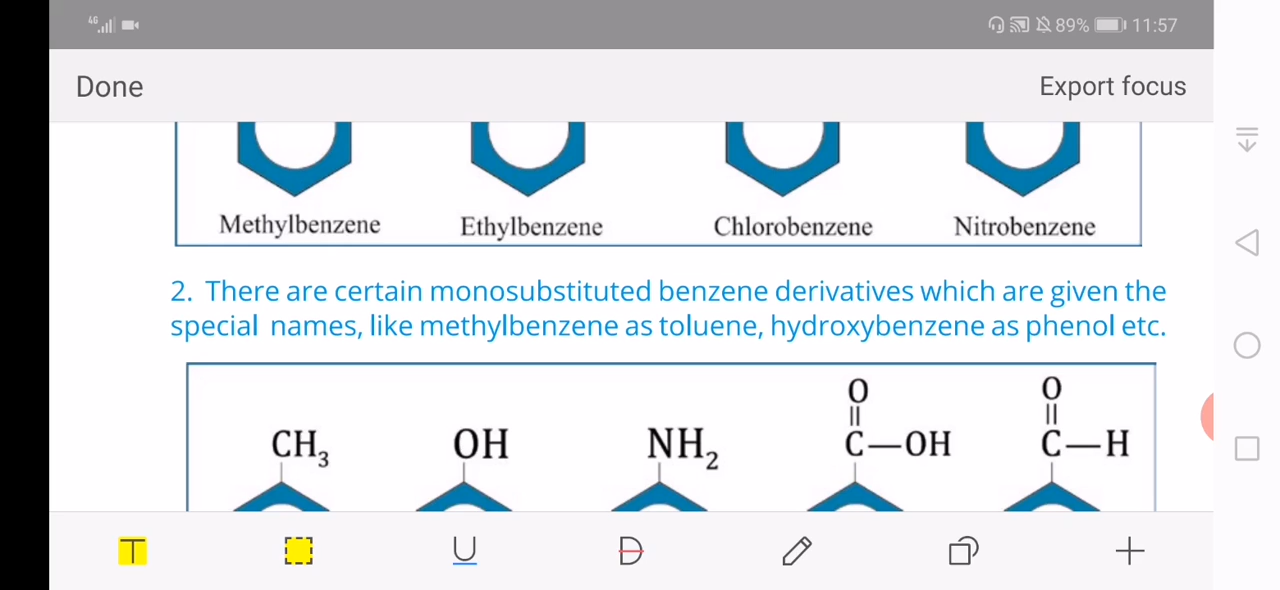 4G 89% 11:57
Done Export focus
Methylbenzene Ethylbenzene Chlorobenzene Nitrobenzene
2. There are certain monosubstituted benzene derivatives which are given the
special names, like methylbenzene as toluene, hydroxybenzene as phenol etc.
O O
CH₃ OH NH₂ C—OH C—H
T U D